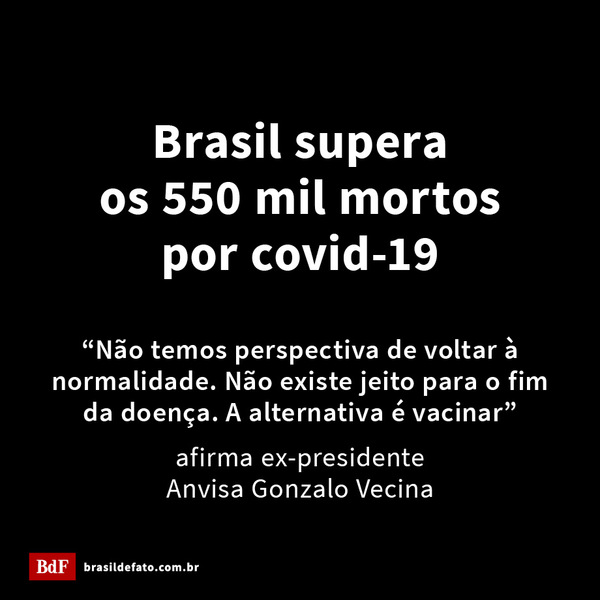 Brasil supera
os 550 mil mortos
por covid-19
“Não temos perspectiva de voltar à
normalidade. Não existe jeito para o fim
da doença. A alternativa é vacinar”
afirma ex-presidente
Anvisa Gonzalo Vecina
BdF brasildefato.com.br